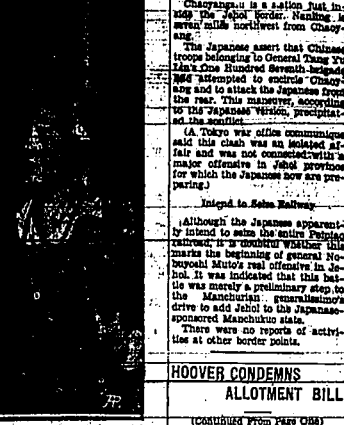 Chaoyangsu is a station just in-
side the Jehol border. Nanling is
seven miles northwest from Chaoy-
ang.
The Japanese assert that Chinese
troops belonging to General Tang Yu
Lin's One Hundred Seventh brigade
had attempted to encircle Chaoy-
ang and to attack the Japanese from
the rear. This maneuver, according
to the Japanese version, precipitat-
ed the conflict.
(A Tokyo war office communique
said this clash was an isolated af-
fair and was not connected with a
major offensive in Jehol province
for which the Japanese now are pre-
paring.)
Intend to Seize Railway
Although the Japanese apparent-
ly intend to seize the entire Peiping
railroad, it is doubtful whether this
marks the beginning of general No-
buyoshi Muto's real offensive in Je-
hol. It was indicated that this bat-
tle was merely a preliminary step to
the Manchurian generalissimo's
drive to add Jehol to the Japanese-
sponsored Manchukuo state.
There were no reports of activi-
ties at other border points.
HOOVER CONDEMNS
ALLOTMENT BILL
(Continued From Page One)
AP